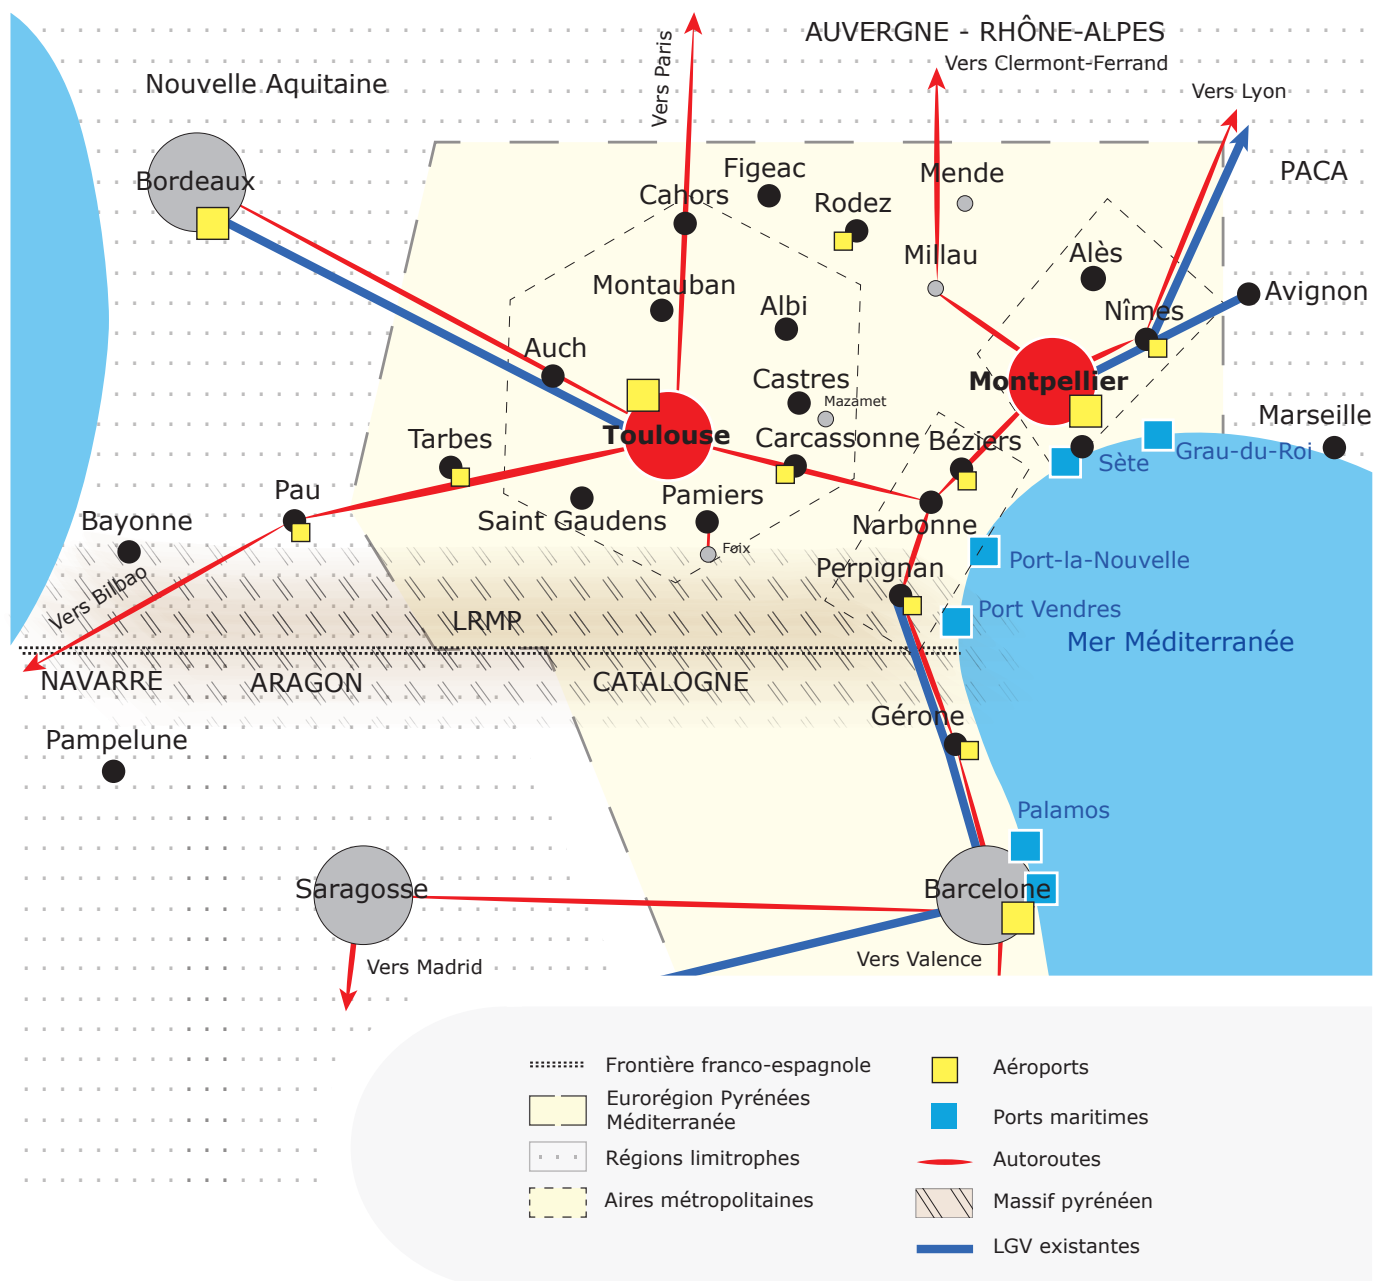 AUVERGNE - RHÔNE-ALPES
Vers Clermont-Ferrand
Vers Paris
Nouvelle Aquitaine
Vers Lyon
PACA
Bordeaux
Figeac
Cahors
Mende
Rodez
Millau
Alès
Montauban
Albi
Nîmes
Avignon
Auch
Castres
Mazamet
Montpellier
Marseille
Tarbes
Toulouse
Carcassonne
Béziers
Grau-du-Roi
Sète
Pau
Bayonne
Saint Gaudens
Pamiers
Narbonne
Foix
Port-la-Nouvelle
Perpignan
Vers Bilbao
LRMP
Port Vendres
Mer Méditerranée
NAVARRE
ARAGON
CATALOGNE
Gérone
Pampelune
Palamos
Saragosse
Barcelone
Vers Madrid
Vers Valence
Frontière franco-espagnole
Eurorégion Pyrénées
Méditerranée
Régions limitrophes
Aires métropolitaines
Aéroports
Ports maritimes
Autoroutes
Massif pyrénéen
LGV existantes